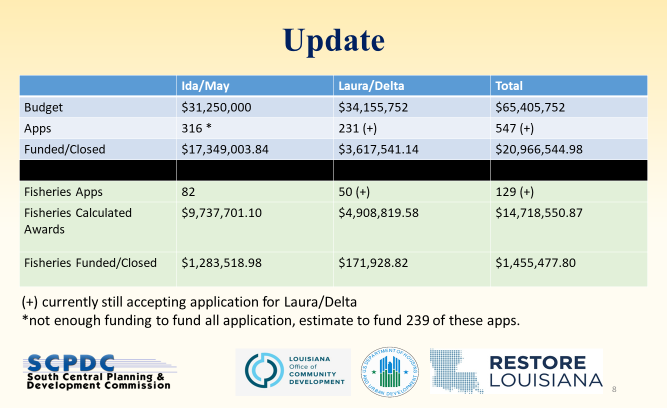 Update
Ida/May Laura/Delta Total
Budget $31,250,000 $34,155,752 $65,405,752
Apps 316 * 231 (+) 547 (+)
Funded/Closed $17,349,003.84 $3,617,541.14 $20,966,544.98
Fisheries Apps 82 50 (+) 129 (+)
Fisheries Calculated $9,737,701.10 $4,908,819.58 $14,718,550.87
Awards
Fisheries Funded/Closed $1,283,518.98 $171,928.82 $1,455,477.80
(+) currently still accepting application for Laura/Delta
*not enough funding to fund all application, estimate to fund 239 of these apps.
SCPDC
South Central Planning &
Development Commission
LOUISIANA
Office of
COMMUNITY
DEVELOPMENT
RESTORE
LOUISIANA
8